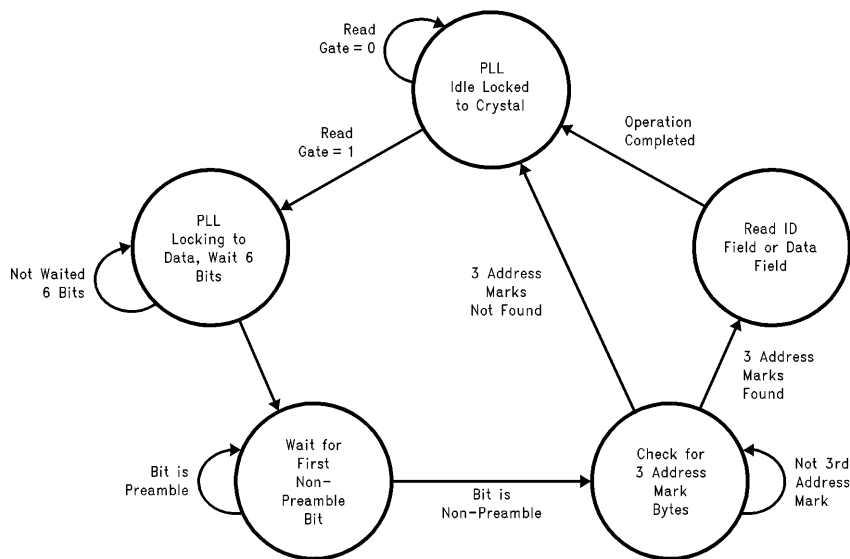 Read
Gate = 0
PLL
Idle Locked
to Crystal
Operation
Completed
Read
Gate = 1
PLL
Locking to
Data, Wait 6
Bits
Not Waited
6 Bits
3 Address
Marks
Not Found
Read ID
Field or Data
Field
3 Address
Marks
Found
Bit is
Preamble
Wait for
First
Non-
Preamble
Bit
Bit is
Non-Preamble
Check for
3 Address
Mark
Bytes
Not 3rd
Address
Mark